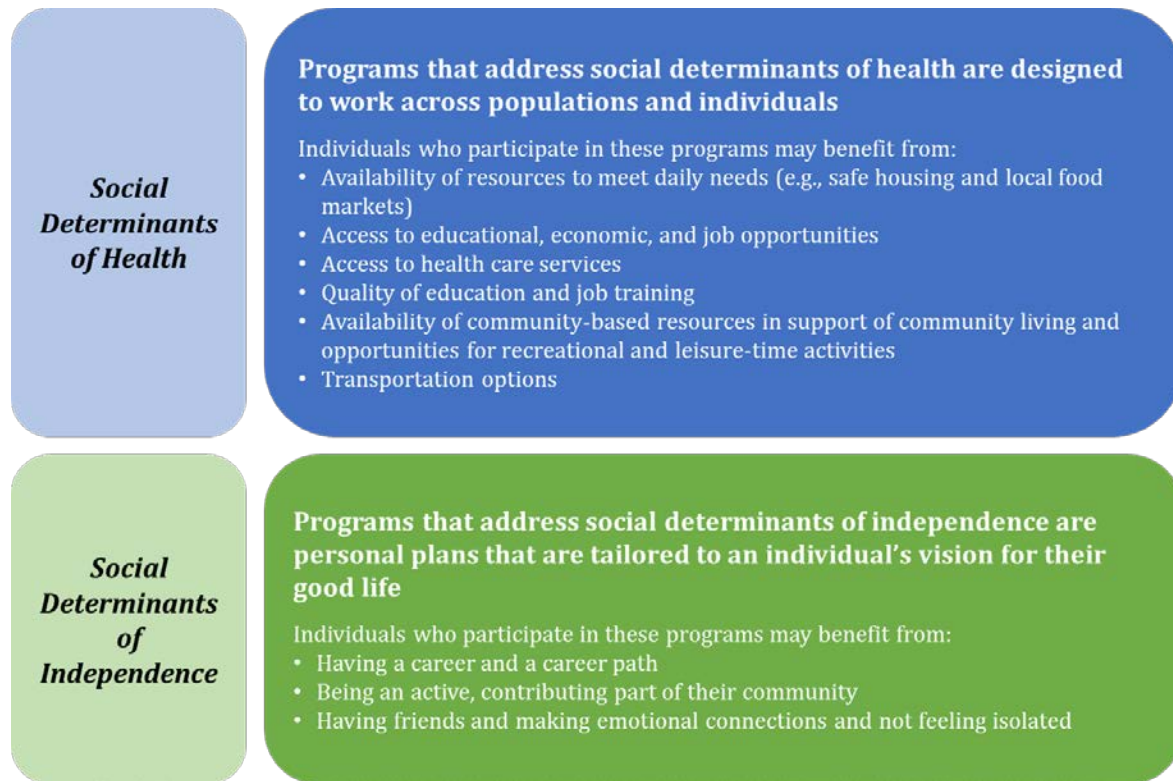 Social
Determinants
of Health
Programs that address social determinants of health are designed
to work across populations and individuals
Individuals who participate in these programs may benefit from:
• Availability of resources to meet daily needs (e.g., safe housing and local food
markets)
• Access to educational, economic, and job opportunities
• Access to health care services
• Quality of education and job training
• Availability of community-based resources in support of community living and
opportunities for recreational and leisure-time activities
• Transportation options
Social
Determinants
of
Independence
Programs that address social determinants of independence are
personal plans that are tailored to an individual’s vision for their
good life
Individuals who participate in these programs may benefit from:
• Having a career and a career path
• Being an active, contributing part of their community
• Having friends and making emotional connections and not feeling isolated